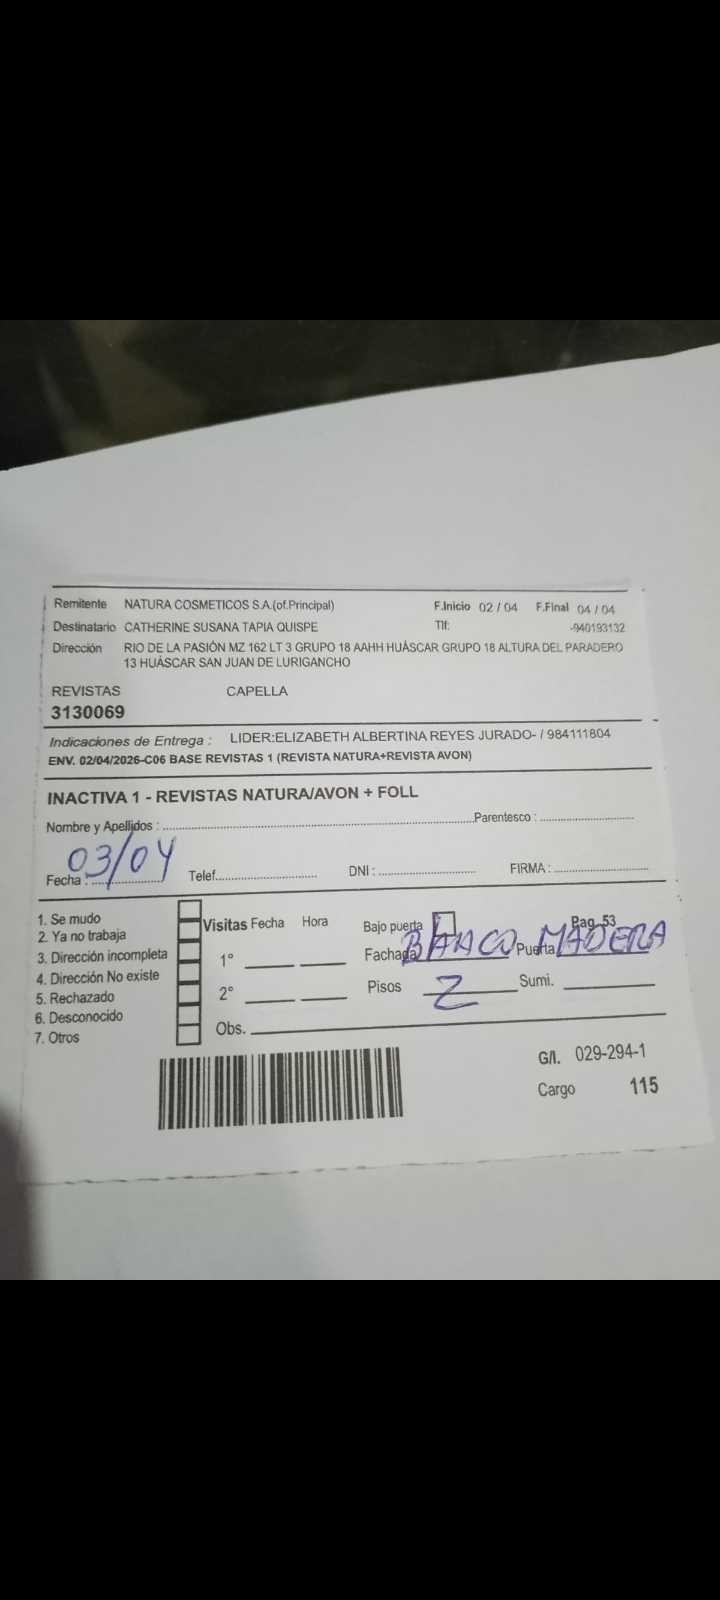 Remitente NATURA COSMETICOS S.A.(of.Principal) F.Inicio 02 / 04 F.Final 04 / 04
Destinatario CATHERINE SUSANA TAPIA QUISPE Tlf: -940193132
Dirección RIO DE LA PASIÓN MZ 162 LT 3 GRUPO 18 AAHH HUÁSCAR GRUPO 18 ALTURA DEL PARADERO
13 HUÁSCAR SAN JUAN DE LURIGANCHO
REVISTAS CAPELLA
3130069
Indicaciones de Entrega : LIDER:ELIZABETH ALBERTINA REYES JURADO- / 984111804
ENV. 02/04/2026-C06 BASE REVISTAS 1 (REVISTA NATURA+REVISTA AVON)
INACTIVA 1 - REVISTAS NATURA/AVON + FOLL
Nombre y Apellidos : Parentesco :
Fecha : 03/04 Telef. DNI : FIRMA :
1. Se mudo
2. Ya no trabaja
3. Dirección incompleta
4. Dirección No existe
5. Rechazado
6. Desconocido
7. Otros
Visitas Fecha Hora
1°
2°
Obs.
Bajo puerta Pag. 53
Fachada BLANCO Puerta MADERA
Pisos 2 Sumi.
G/I. 029-294-1
Cargo 115